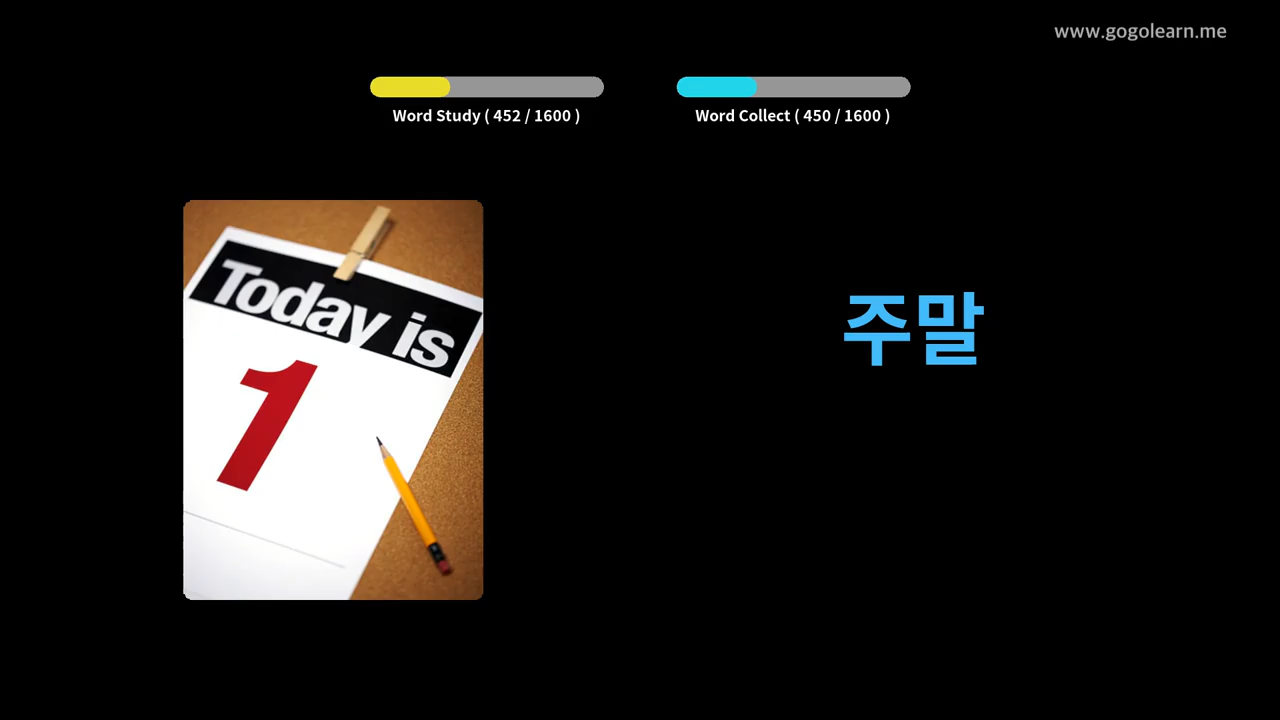 www.gogolearn.me
Word Study ( 452 / 1600 )
Word Collect ( 450 / 1600 )
Today is
1
주말